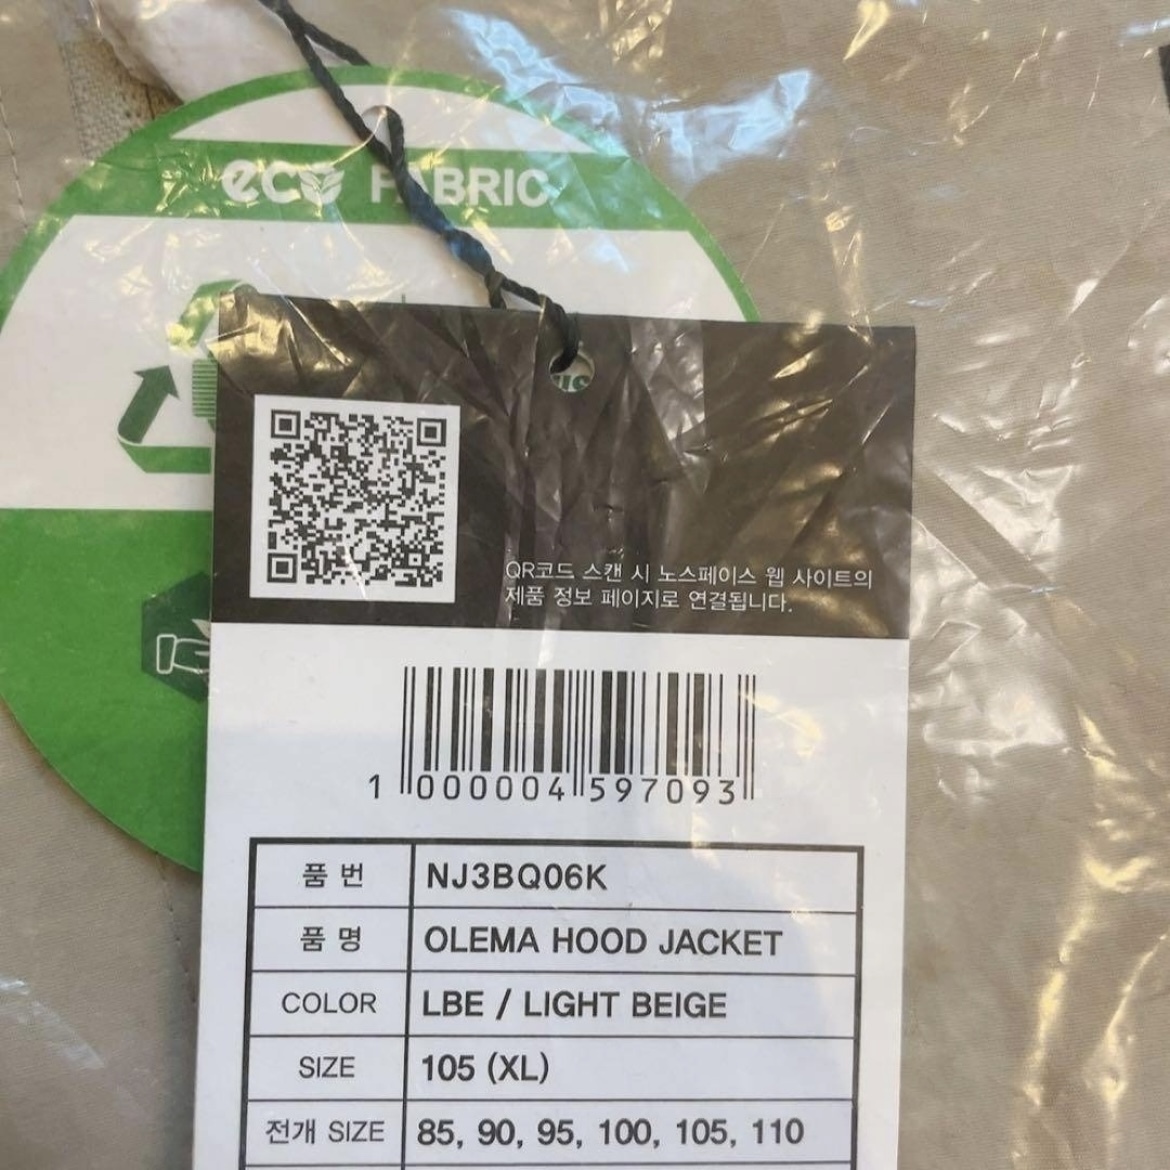 eco FABRIC
QR코드 스캔 시 노스페이스 웹 사이트의
제품 정보 페이지로 연결됩니다.
1 000004 597093
품 번 NJ3BQ06K
품 명 OLEMA HOOD JACKET
COLOR LBE / LIGHT BEIGE
SIZE 105 (XL)
전개 SIZE 85, 90, 95, 100, 105, 110